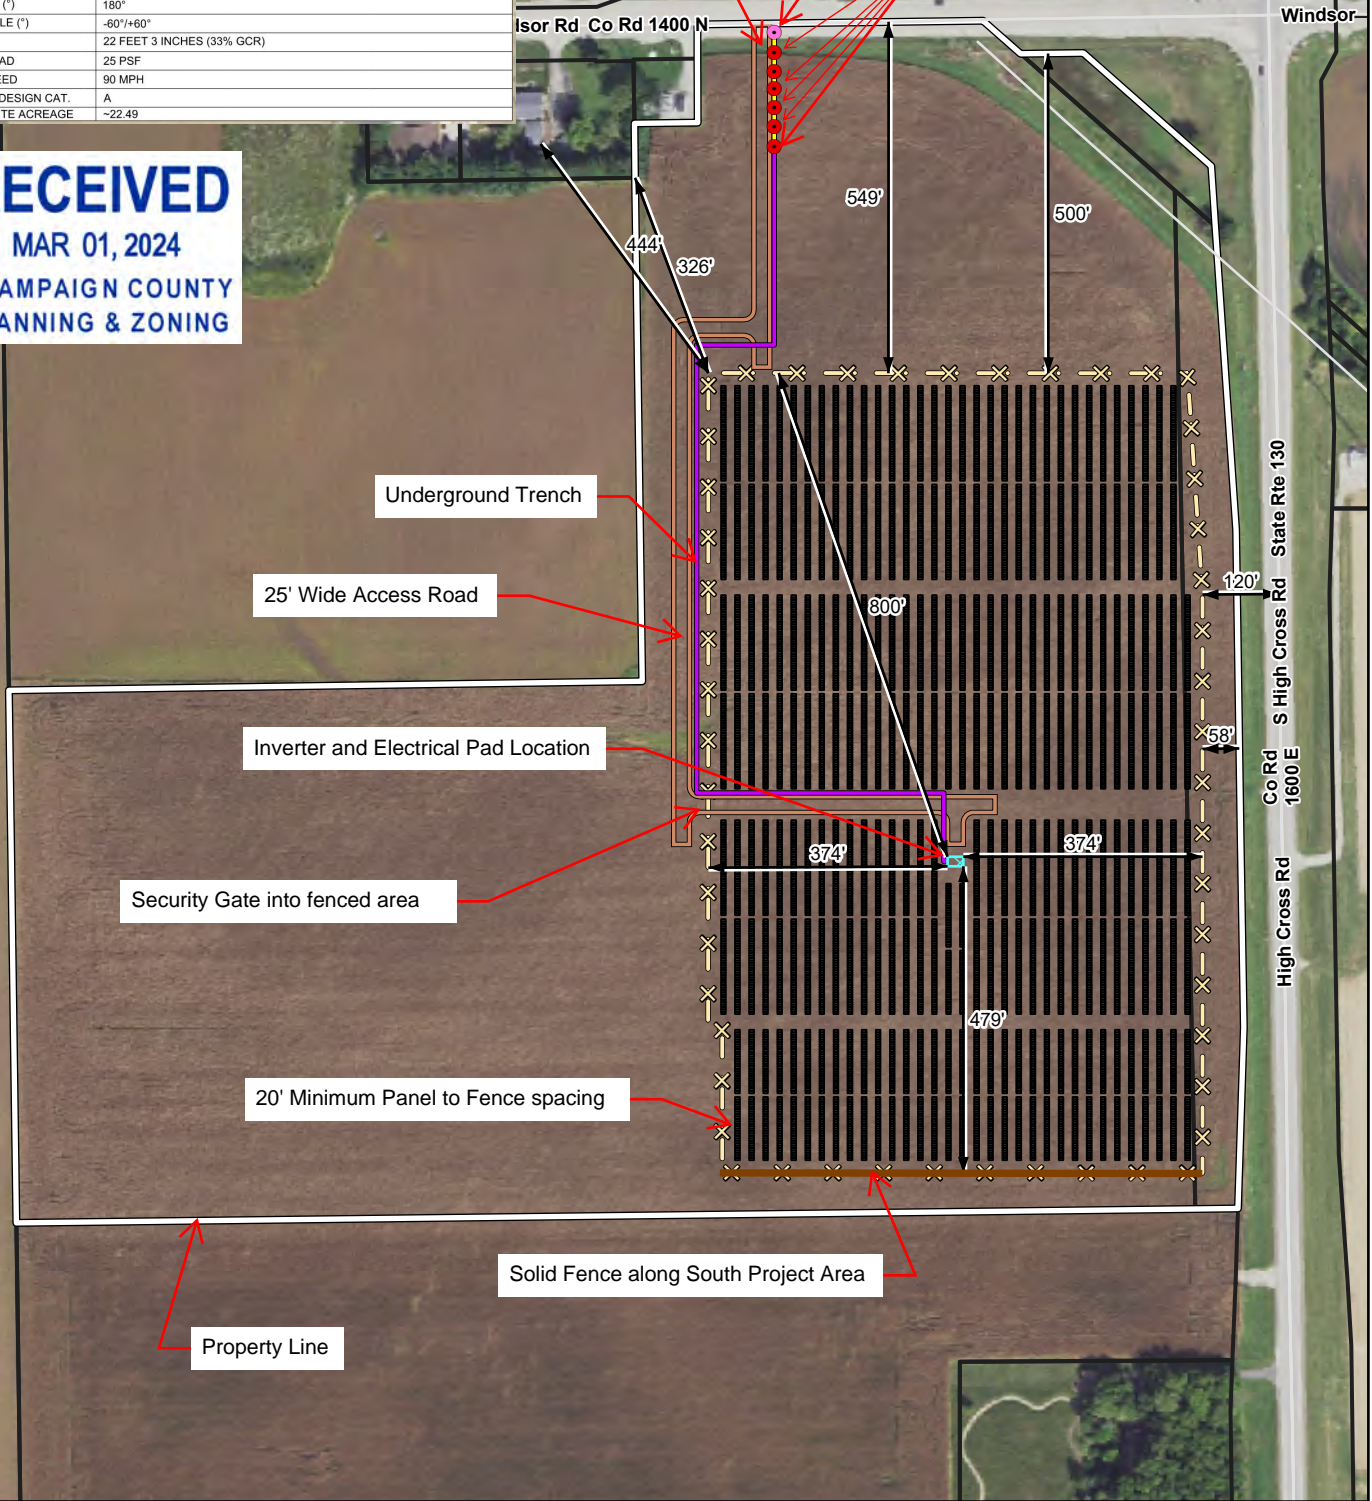 (°) 180°
LE (°) -60°/+60°
22 FEET 3 INCHES (33% GCR)
AD 25 PSF
EED 90 MPH
DESIGN CAT. A
TE ACREAGE ~22.49
ECEIVED
MAR 01, 2024
AMPAIGN COUNTY
ANNING & ZONING
dsor Rd Co Rd 1400 N
Windsor
549'
500'
444'
326'
Underground Trench
25' Wide Access Road
800'
120'
S High Cross Rd State Rte 130
58'
Co Rd
1600 E
Inverter and Electrical Pad Location
374'
374'
Security Gate into fenced area
High Cross Rd
479'
20' Minimum Panel to Fence spacing
Solid Fence along South Project Area
Property Line